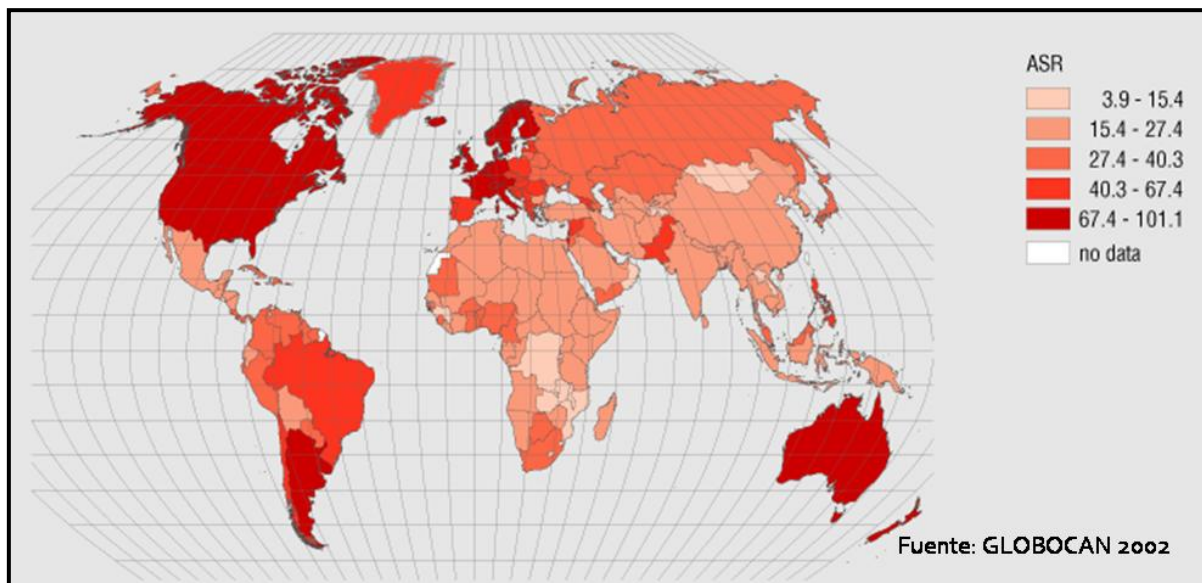 ASR
3.9 - 15.4
15.4 - 27.4
27.4 - 40.3
40.3 - 67.4
67.4 - 101.1
no data
Fuente: GLOBOCAN 2002